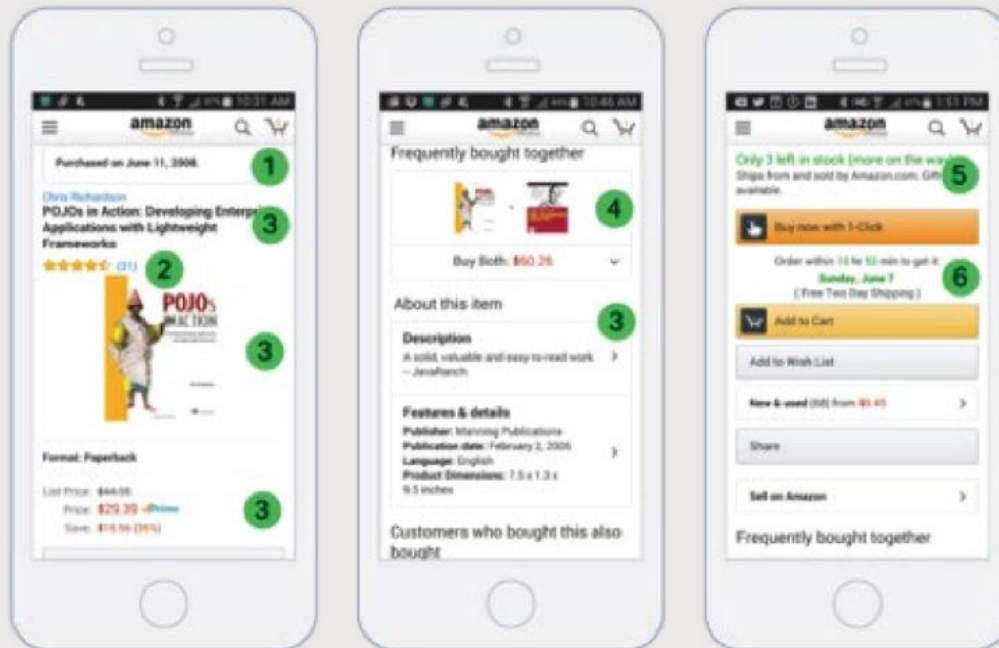 10:31 AM
amazon
Purchased on June 11, 2008.
1
Chris Richardson
POJOs in Action: Developing Enterprise
3
Applications with Lightweight
Frameworks
(21)
2
POJOs
IN ACTION
3
Format: Paperback
List Price: $44.95
Price: $29.39 Prime
3
Save: $15.56 (35%)
10:46 AM
amazon
Frequently bought together
4
Buy Both: $60.26
About this item
3
Description
A solid, valuable and easy-to-read work
– JavaRanch
Features & details
Publisher: Manning Publications
Publication date: February 2, 2006
Language: English
Product Dimensions: 7.5 x 1.3 x
9.5 inches
Customers who bought this also
bought
1:51 PM
amazon
Only 3 left in stock (more on the way)
5
Ships from and sold by Amazon.com. Gift
available.
Buy now with 1-Click
Order within 10 hr 53 min to get it
Sunday, June 7
6
(Free Two Day Shipping)
Add to Cart
Add to Wish List
New & used (68) from $0.45
Share
Sell on Amazon
Frequently bought together